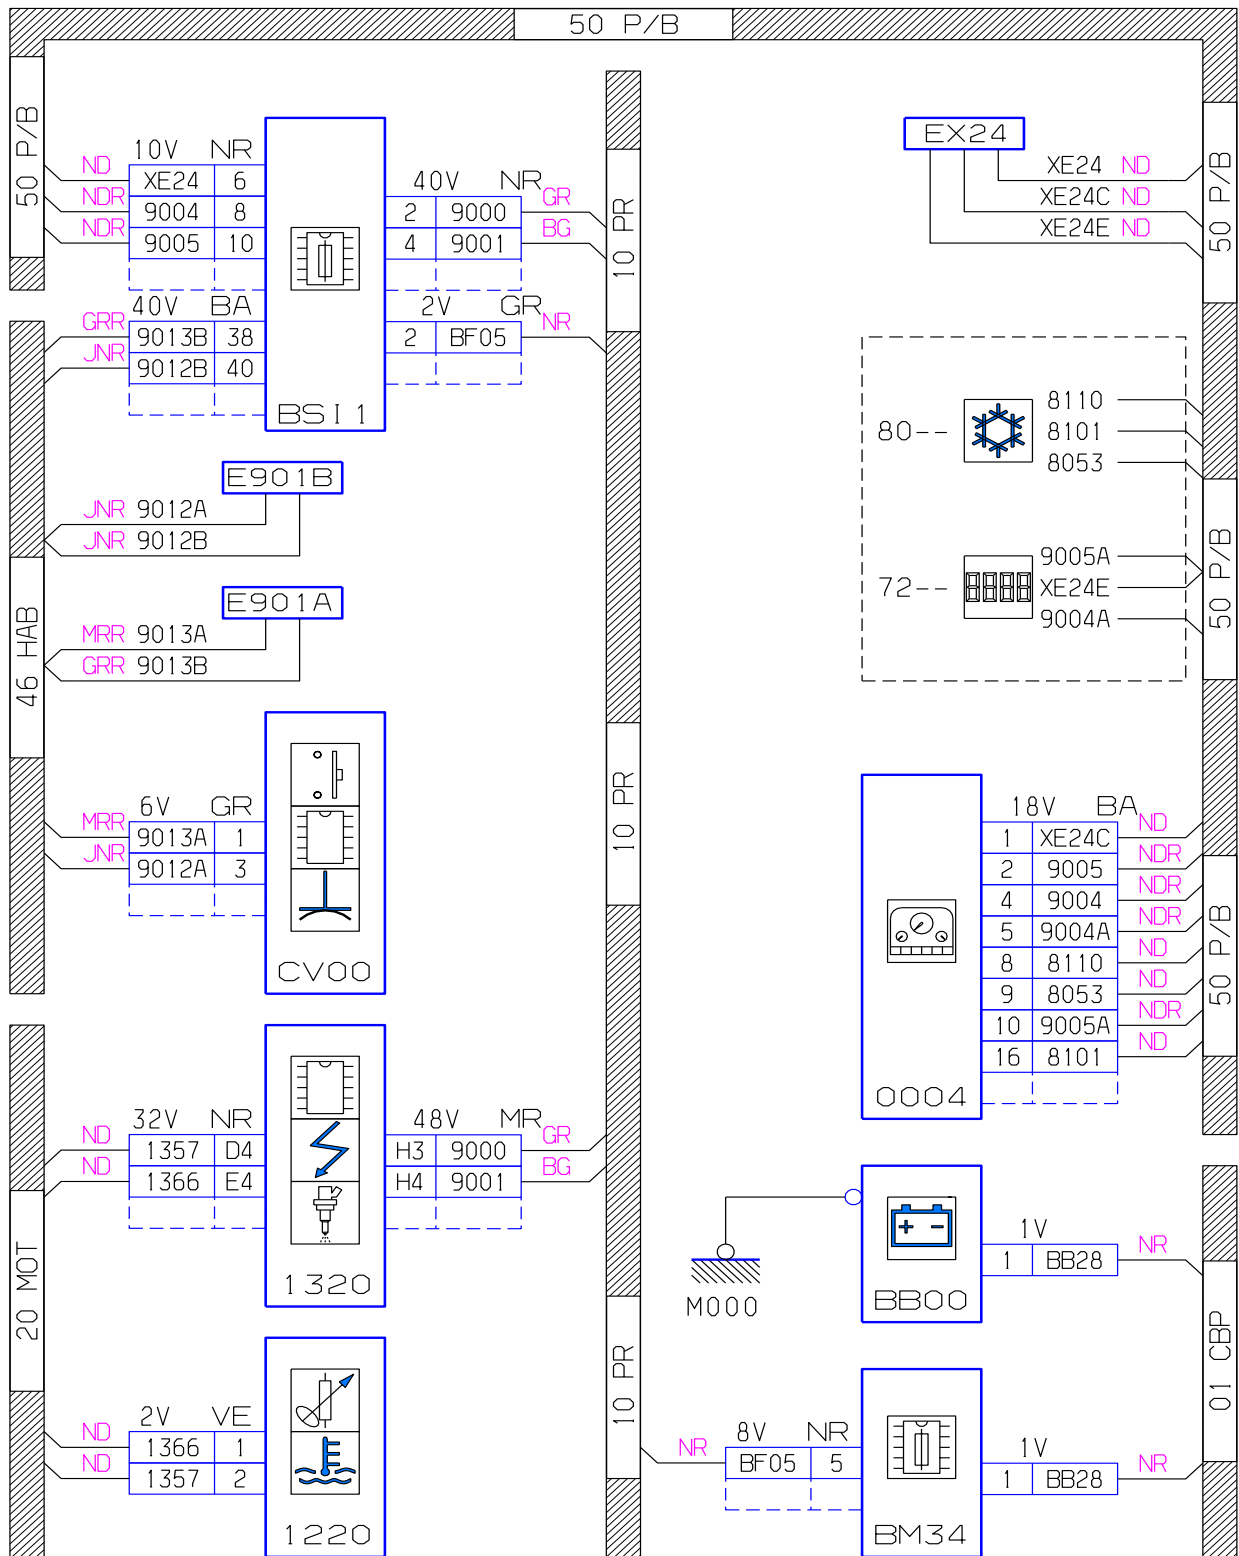 50 P/B
50 P/B
10V NR
ND XE24 6
NDR 9004 8
NDR 9005 10
40V BA
GRR 9013B 38
JNR 9012B 40
BSI1
40V NR
2 9000 GR
4 9001 BG
2V GR
2 BF05 NR
10 PR
EX24
XE24 ND
XE24C ND
XE24E ND
50 P/B
80--
8110
8101
8053
72--
9005A
XE24E
9004A
50 P/B
E901B
JNR 9012A
JNR 9012B
E901A
MRR 9013A
GRR 9013B
46 HAB
6V GR
MRR 9013A 1
JNR 9012A 3
CV00
10 PR
18V BA
1 XE24C ND
2 9005 NDR
4 9004 NDR
5 9004A NDR
8 8110 ND
9 8053 ND
10 9005A NDR
16 8101 ND
0004
50 P/B
32V NR
ND 1357 D4
ND 1366 E4
48V MR
H3 9000 GR
H4 9001 BG
1320
20 MOT
M000
+ -
BB00
1V
1 BB28 NR
01 CBP
2V VE
ND 1366 1
ND 1357 2
1220
10 PR
8V NR
NR BF05 5
BM34
1V
1 BB28 NR